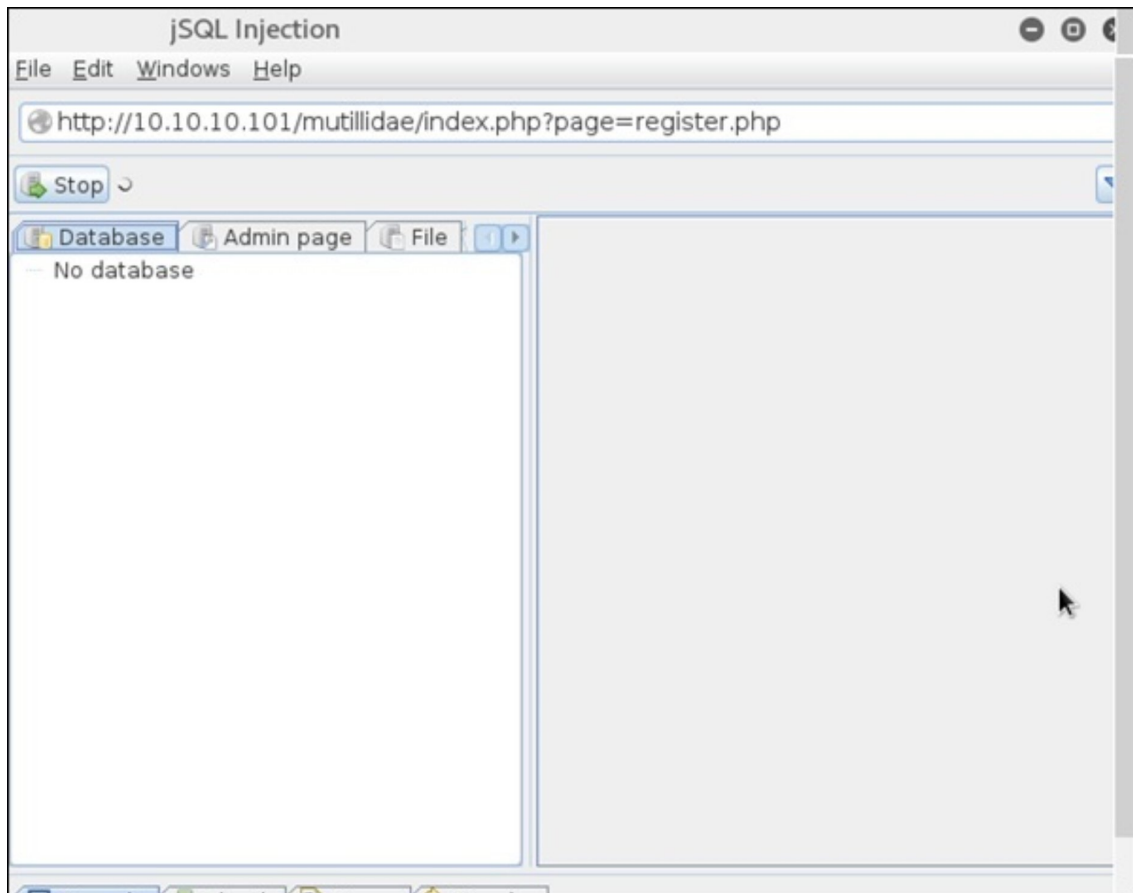 jSQL Injection
File Edit Windows Help
http://10.10.10.101/mutillidae/index.php?page=register.php
Stop
Database Admin page File
No database